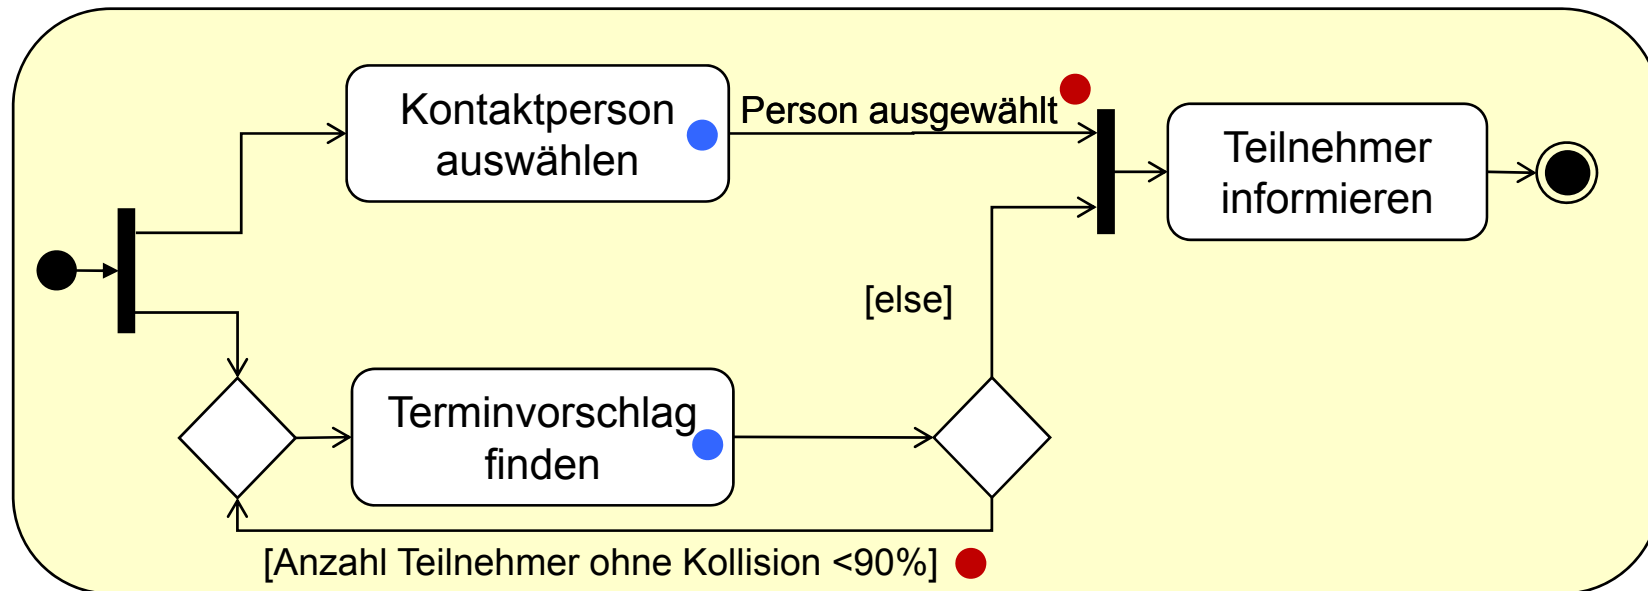 Kontaktperson
auswählen
Person ausgewählt
Teilnehmer
informieren
[else]
Terminvorschlag
finden
[Anzahl Teilnehmer ohne Kollision <90%]